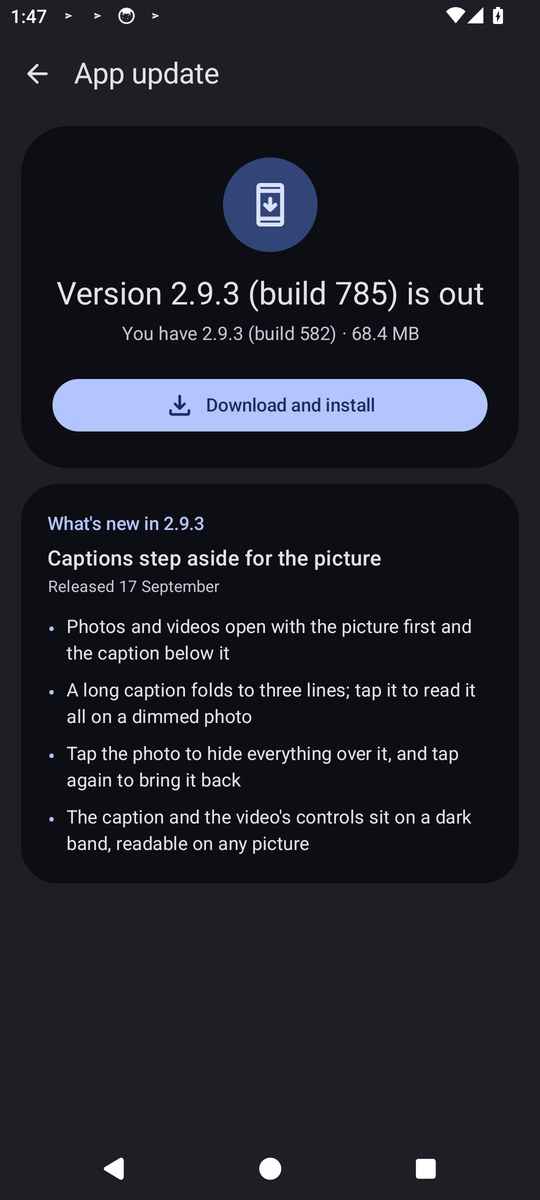 1:47
App update
Version 2.9.3 (build 785) is out
You have 2.9.3 (build 582) · 68.4 MB
Download and install
What's new in 2.9.3
Captions step aside for the picture
Released 17 September
• Photos and videos open with the picture first and
the caption below it
• A long caption folds to three lines; tap it to read it
all on a dimmed photo
• Tap the photo to hide everything over it, and tap
again to bring it back
• The caption and the video's controls sit on a dark
band, readable on any picture